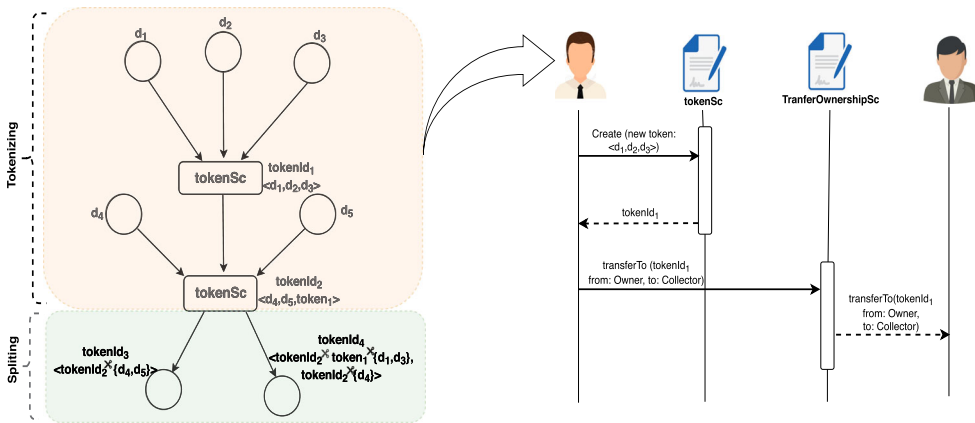 Tokenizing
d1
d2
d3
tokenSc
tokenId1
<d1,d2,d3>
d4
d5
tokenSc
tokenId2
<d4,d5,token1>
Spliting
tokenId3
<tokenId2 {d4,d5}>
tokenId4
<tokenId2 token1 {d1,d3},
tokenId2 {d4}>
tokenSc
TranferOwnershipSc
Create (new token:
<d1,d2,d3>)
tokenId1
transferTo (tokenId1
from: Owner, to: Collector)
transferTo(tokenId1
from: Owner,
to: Collector)